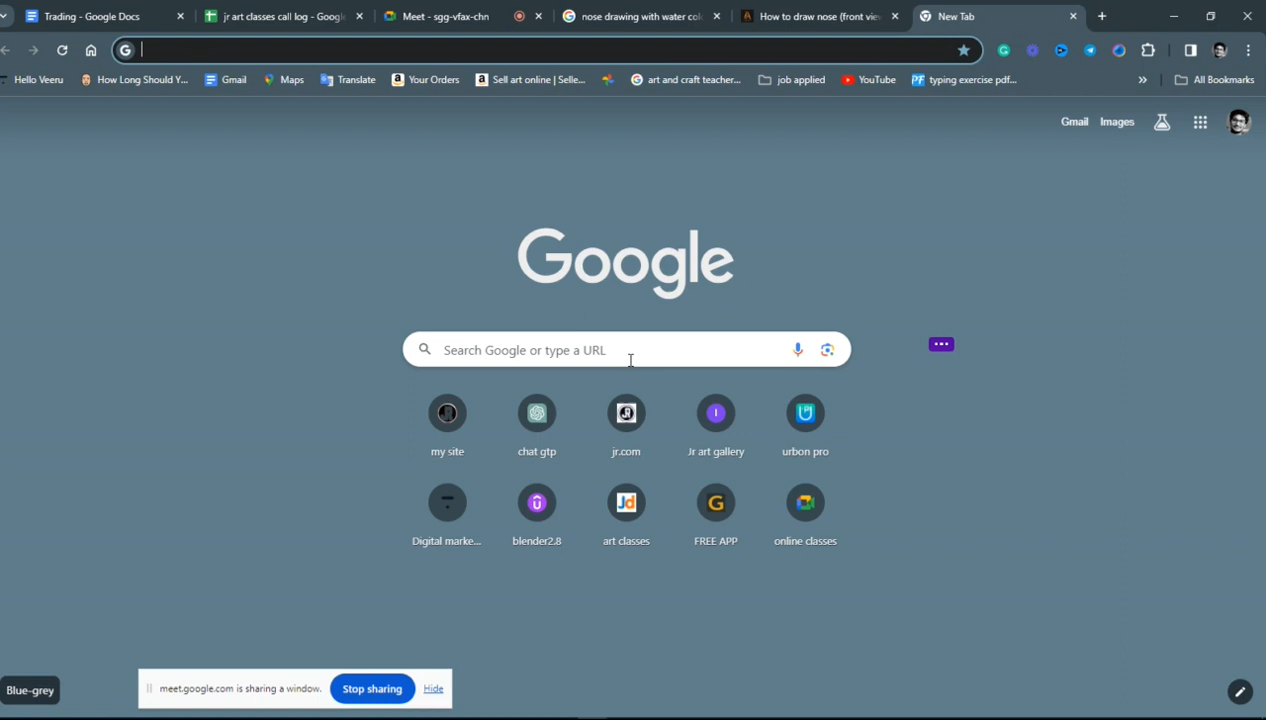 Trading - Google Docs
jr art classes call log - Googl
Meet - sgg-vfax-chn
nose drawing with water col
How to draw nose (front viev
New Tab
Hello Veeru
How Long Should Y...
Gmail
Maps
Translate
Your Orders
Sell art online | Selle...
art and craft teacher...
job applied
YouTube
typing exercise pdf...
»
All Bookmarks
Gmail
Images
Google
Search Google or type a URL
my site
chat gtp
jr.com
Jr art gallery
urbon pro
Digital marke...
blender2.8
art classes
FREE APP
online classes
Blue-grey
meet.google.com is sharing a window.
Stop sharing
Hide